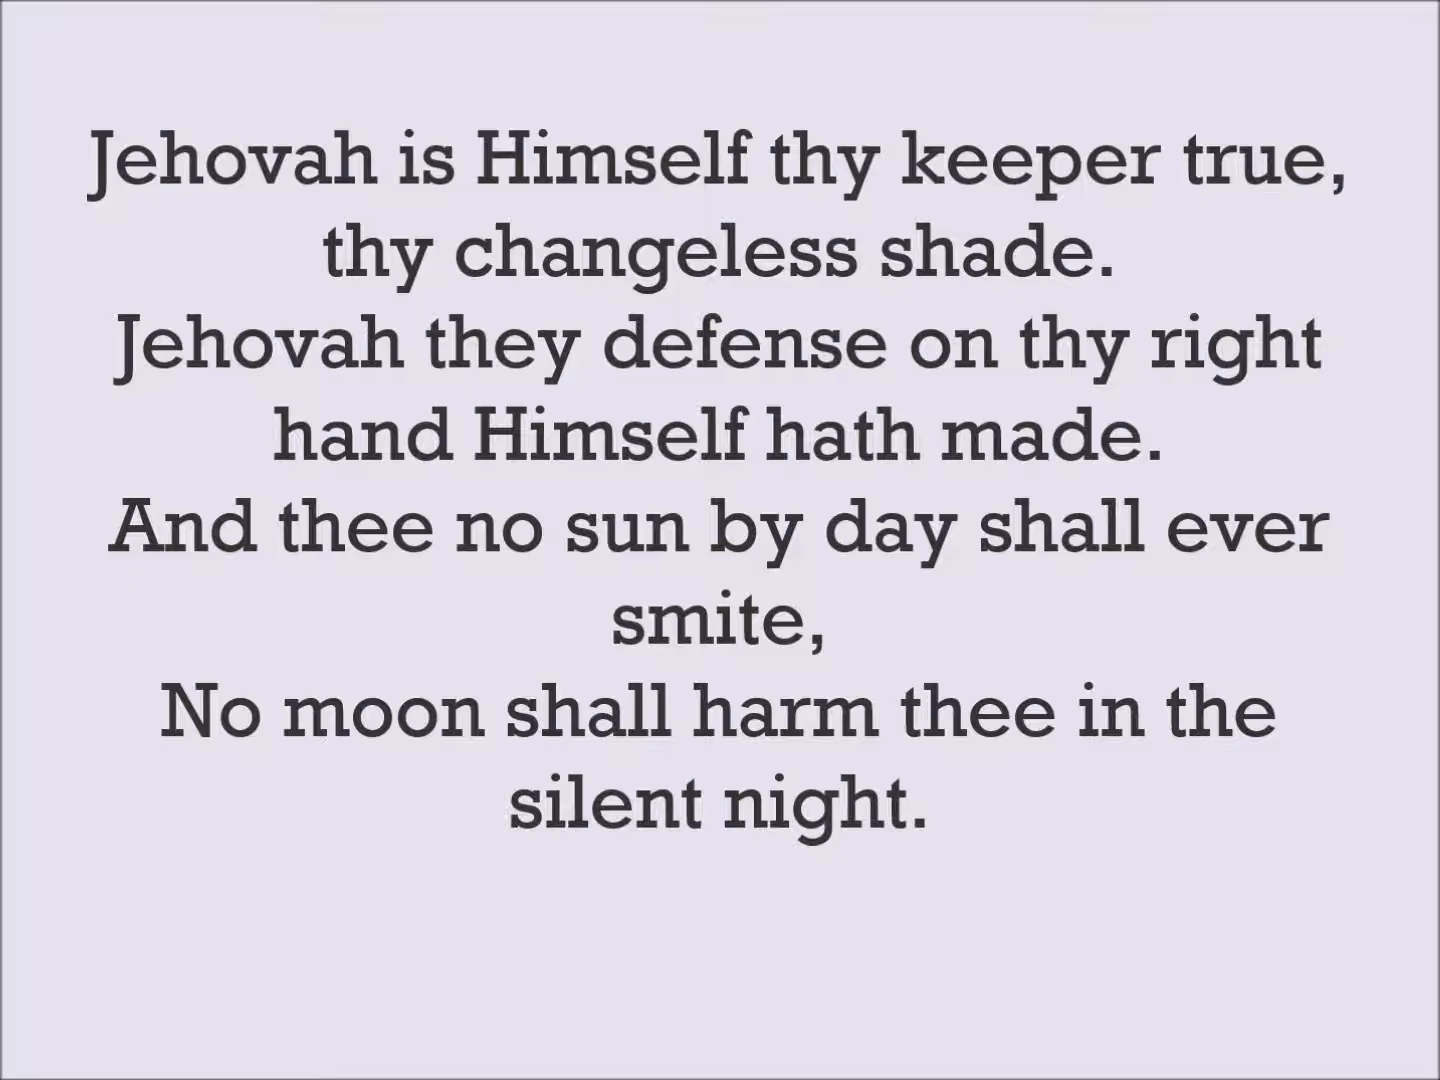 Jehovah is Himself thy keeper true,
thy changeless shade.
Jehovah they defense on thy right
hand Himself hath made.
And thee no sun by day shall ever
smite,
No moon shall harm thee in the
silent night.